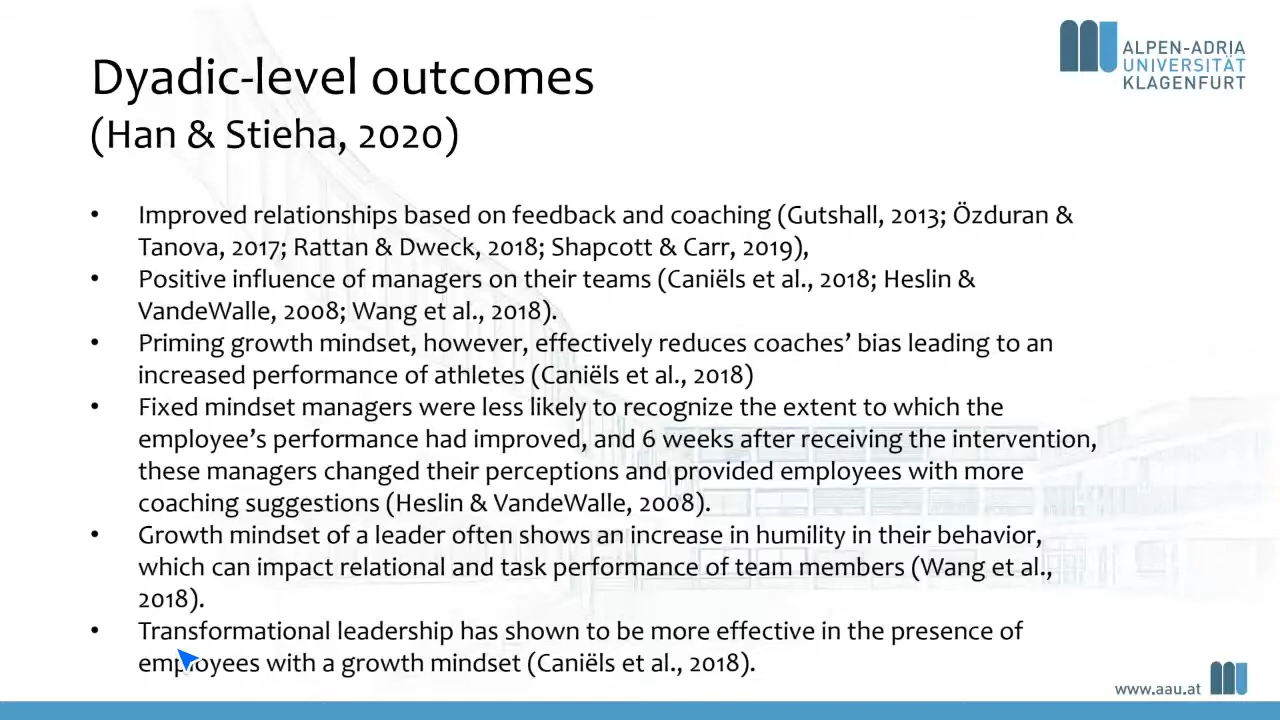 Dyadic-level outcomes
(Han & Stieha, 2020)
ALPEN-ADRIA
UNIVERSITÄT
KLAGENFURT
• Improved relationships based on feedback and coaching (Gutshall, 2013; Özduran &
Tanova, 2017; Rattan & Dweck, 2018; Shapcott & Carr, 2019),
• Positive influence of managers on their teams (Caniëls et al., 2018; Heslin &
VandeWalle, 2008; Wang et al., 2018).
• Priming growth mindset, however, effectively reduces coaches’ bias leading to an
increased performance of athletes (Caniëls et al., 2018)
• Fixed mindset managers were less likely to recognize the extent to which the
employee’s performance had improved, and 6 weeks after receiving the intervention,
these managers changed their perceptions and provided employees with more
coaching suggestions (Heslin & VandeWalle, 2008).
• Growth mindset of a leader often shows an increase in humility in their behavior,
which can impact relational and task performance of team members (Wang et al.,
2018).
• Transformational leadership has shown to be more effective in the presence of
employees with a growth mindset (Caniëls et al., 2018).
www.aau.at